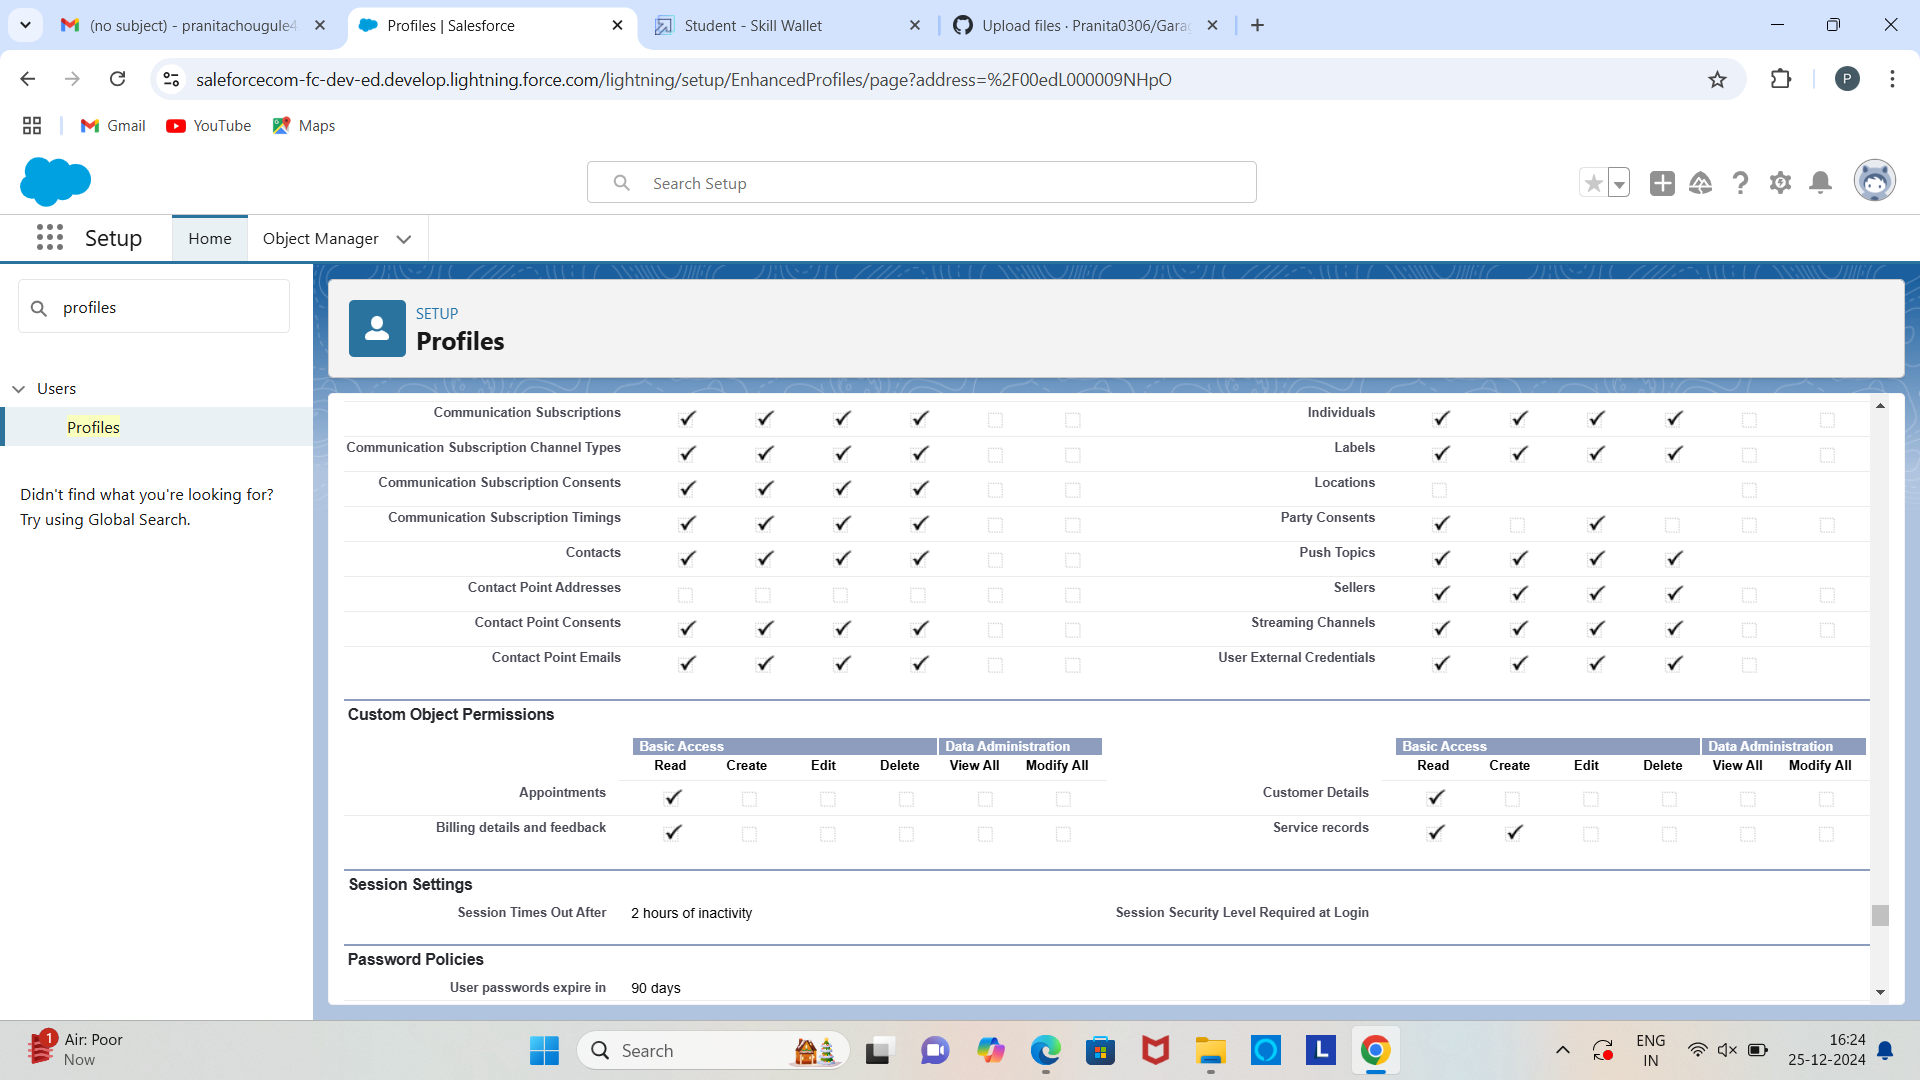 (no subject) - pranitachougule4
Profiles | Salesforce
Student - Skill Wallet
Upload files · Pranita0306/Garag
saleforcecom-fc-dev-ed.develop.lightning.force.com/lightning/setup/EnhancedProfiles/page?address=%2F00edL000009NHpO
P
Gmail
YouTube
Maps
Search Setup
Setup
Home
Object Manager
profiles
Users
Profiles
Didn't find what you're looking for?
Try using Global Search.
SETUP
Profiles
Communication Subscriptions
Individuals
Communication Subscription Channel Types
Labels
Communication Subscription Consents
Locations
Communication Subscription Timings
Party Consents
Contacts
Push Topics
Contact Point Addresses
Sellers
Contact Point Consents
Streaming Channels
Contact Point Emails
User External Credentials
Custom Object Permissions
Basic Access Data Administration
Basic Access Data Administration
Read Create Edit Delete View All Modify All
Read Create Edit Delete View All Modify All
Appointments
Customer Details
Billing details and feedback
Service records
Session Settings
Session Times Out After 2 hours of inactivity
Session Security Level Required at Login
Password Policies
User passwords expire in 90 days
1
Air: Poor
Now
Search
L
ENG
IN
16:24
25-12-2024